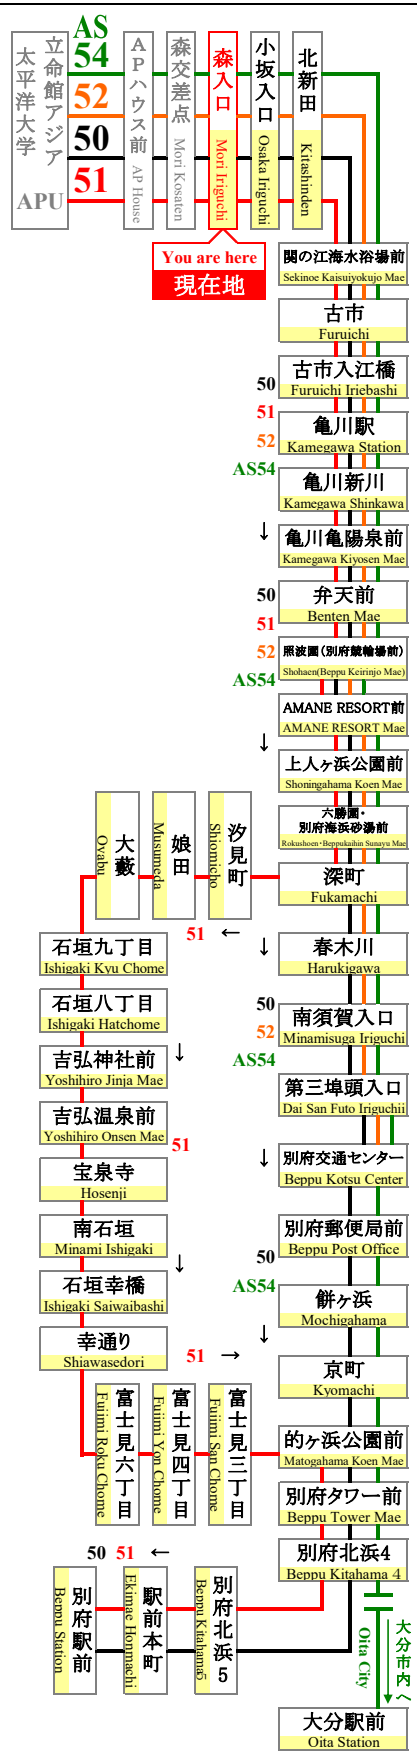 AS
54
52
50
51
立命館アジア
太平洋大学
APU
APハウス前
AP House
森交差点
Mori Kosaten
森入口
Mori Iriguchi
小坂入口
Osaka Iriguchi
北新田
Kitashinden
You are here
現在地
関の江海水浴場前
Sekinoe Kaisuiyokujo Mae
古市
Furuichi
古市入江橋
Furuichi Iriebashi
50
51
52
AS54
亀川駅
Kamegawa Station
亀川新川
Kamegawa Shinkawa
↓
亀川亀陽泉前
Kamegawa Kiyosen Mae
弁天前
Benten Mae
50
51
52
AS54
照波園(別府競輪場前)
Shohaen(Beppu Keirinjo Mae)
AMANE RESORT前
AMANE RESORT Mae
↓
上人ヶ浜公園前
Shoningahama Koen Mae
六勝園・
別府海浜砂湯前
Rokushoen・Beppukaihin Sunayu Mae
深町
Fukamachi
汐見町
Shiomicho
娘田
Musumeda
大藪
Oyabu
51 ←
↓
石垣九丁目
Ishigaki Kyu Chome
石垣八丁目
Ishigaki Hatchome
吉弘神社前
Yoshihiro Jinja Mae
↓
吉弘温泉前
Yoshihiro Onsen Mae
51
宝泉寺
Hosenji
南石垣
Minami Ishigaki
↓
石垣幸橋
Ishigaki Saiwaibashi
幸通り
Shiawasedori
51 →
富士見六丁目
Fujimi Roku Chome
富士見四丁目
Fujimi Yon Chome
富士見三丁目
Fujimi San Chome
春木川
Harukigawa
50
52
AS54
南須賀入口
Minamisuga Iriguchi
第三埠頭入口
Dai San Futo Iriguchii
↓
別府交通センター
Beppu Kotsu Center
別府郵便局前
Beppu Post Office
50
AS54
餅ヶ浜
Mochigahama
↓
京町
Kyomachi
的ヶ浜公園前
Matogahama Koen Mae
別府タワー前
Beppu Tower Mae
別府北浜4
Beppu Kitahama 4
50 51 ←
別府北浜5
Beppu Kitahama5
駅前本町
Ekimae Honmachi
別府駅前
Beppu Station
大分市内へ
Oita City
大分駅前
Oita Station